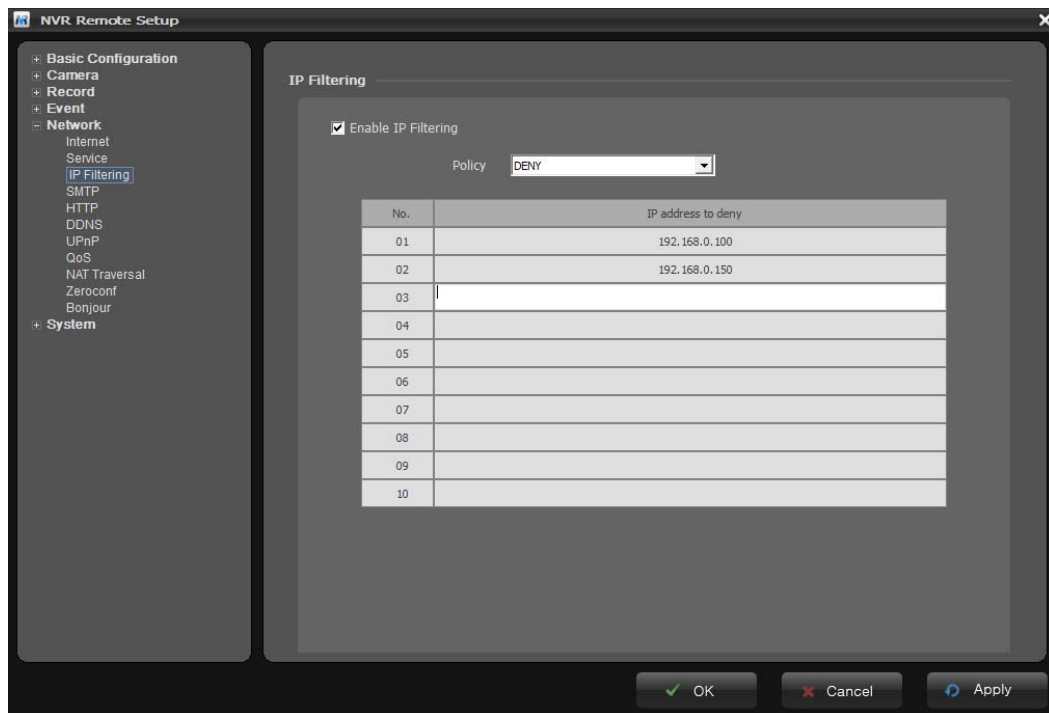 NVR Remote Setup
Basic Configuration
Camera
Record
Event
Network
Internet
Service
IP Filtering
SMTP
HTTP
DDNS
UPnP
QoS
NAT Traversal
Zeroconf
Bonjour
System
IP Filtering
Enable IP Filtering
Policy DENY
No. IP address to deny
01 192.168.0.100
02 192.168.0.150
03
04
05
06
07
08
09
10
OK Cancel Apply